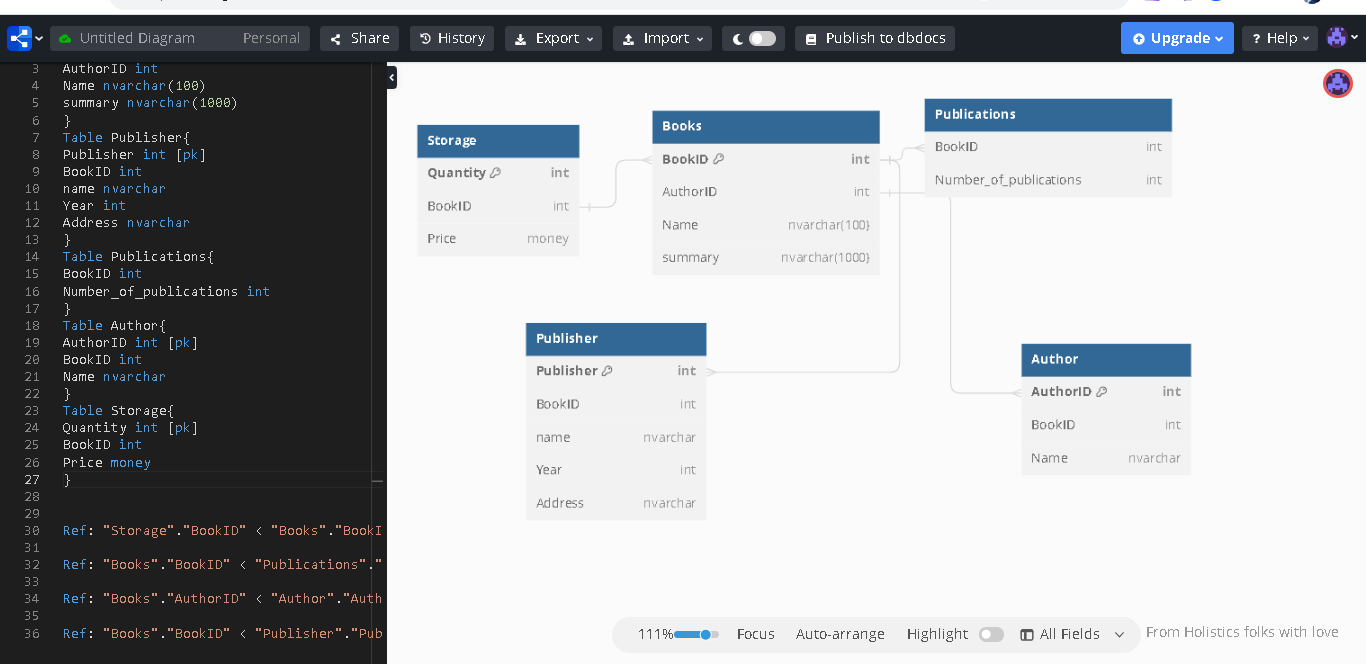 Untitled Diagram Personal Share History Export Import Publish to dbdocs Upgrade ? Help
3 AuthorID int
4 Name nvarchar(100)
5 summary nvarchar(1000)
6 }
7 Table Publisher{
8 Publisher int [pk]
9 BookID int
10 name nvarchar
11 Year int
12 Address nvarchar
13 }
14 Table Publications{
15 BookID int
16 Number_of_publications int
17 }
18 Table Author{
19 AuthorID int [pk]
20 BookID int
21 Name nvarchar
22 }
23 Table Storage{
24 Quantity int [pk]
25 BookID int
26 Price money
27 }
28
29
30 Ref: "Storage"."BookID" < "Books"."BookI
31
32 Ref: "Books"."BookID" < "Publications"."
33
34 Ref: "Books"."AuthorID" < "Author"."Auth
35
36 Ref: "Books"."BookID" < "Publisher"."Pub
Storage
Quantity int
BookID int
Price money
Books
BookID int
AuthorID int
Name nvarchar(100)
summary nvarchar(1000)
Publications
BookID int
Number_of_publications int
Publisher
Publisher int
BookID int
name nvarchar
Year int
Address nvarchar
Author
AuthorID int
BookID int
Name nvarchar
111% Focus Auto-arrange Highlight All Fields
From Holistics folks with love